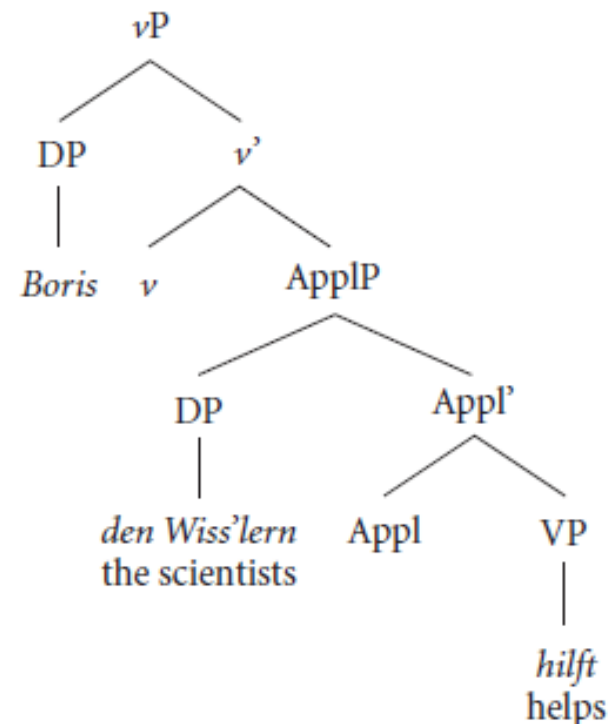 vP
DP v’
Boris v ApplP
DP Appl’
den Wiss’lern Appl VP
the scientists
hilft
helps